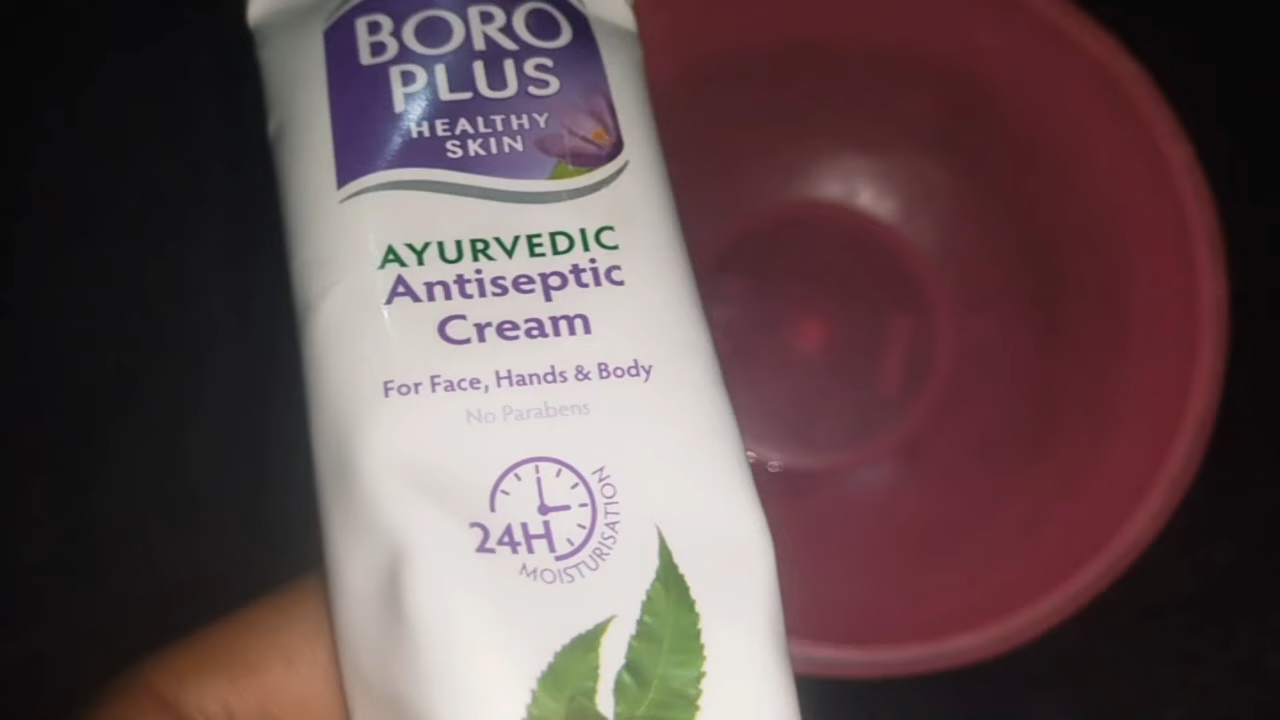 BORO
PLUS
HEALTHY
SKIN
AYURVEDIC
Antiseptic
Cream
For Face, Hands & Body
No Parabens
24H
MOISTURISATION